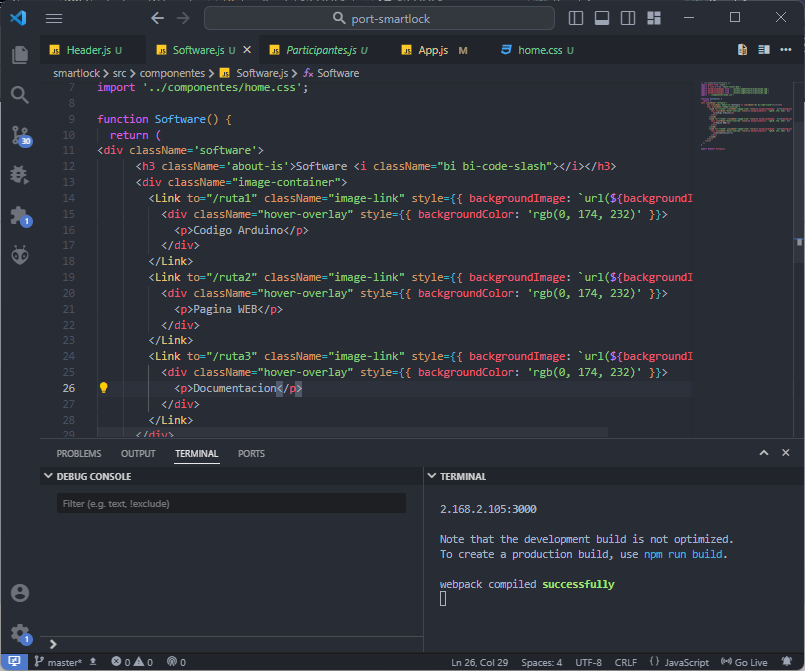 port-smartlock
JS Header.js U
JS Software.js U
JS Participantes.js U
JS App.js M
home.css U
smartlock > src > componentes > JS Software.js > Software
7 import '../componentes/home.css';
8
9 function Software() {
10 return (
11 <div className='software'>
12 <h3 className='about-is'>Software <i className="bi bi-code-slash"></i></h3>
13 <div className="image-container">
14 <Link to="/ruta1" className="image-link" style={{ backgroundImage: `url(${backgroundI
15 <div className="hover-overlay" style={{ backgroundColor: 'rgb(0, 174, 232)' }}>
16 <p>Codigo Arduino</p>
17 </div>
18 </Link>
19 <Link to="/ruta2" className="image-link" style={{ backgroundImage: `url(${backgroundI
20 <div className="hover-overlay" style={{ backgroundColor: 'rgb(0, 174, 232)' }}>
21 <p>Pagina WEB</p>
22 </div>
23 </Link>
24 <Link to="/ruta3" className="image-link" style={{ backgroundImage: `url(${backgroundI
25 <div className="hover-overlay" style={{ backgroundColor: 'rgb(0, 174, 232)' }}>
26 <p>Documentacion</p>
27 </div>
28 </Link>
29 </div>
30
1
1
PROBLEMS OUTPUT TERMINAL PORTS
DEBUG CONSOLE
Filter (e.g. text, !exclude)
TERMINAL
2.168.2.105:3000
Note that the development build is not optimized.
To create a production build, use npm run build.
webpack compiled successfully
master* 0 0 0 Ln 26, Col 29 Spaces: 4 UTF-8 CRLF {} JavaScript Go Live